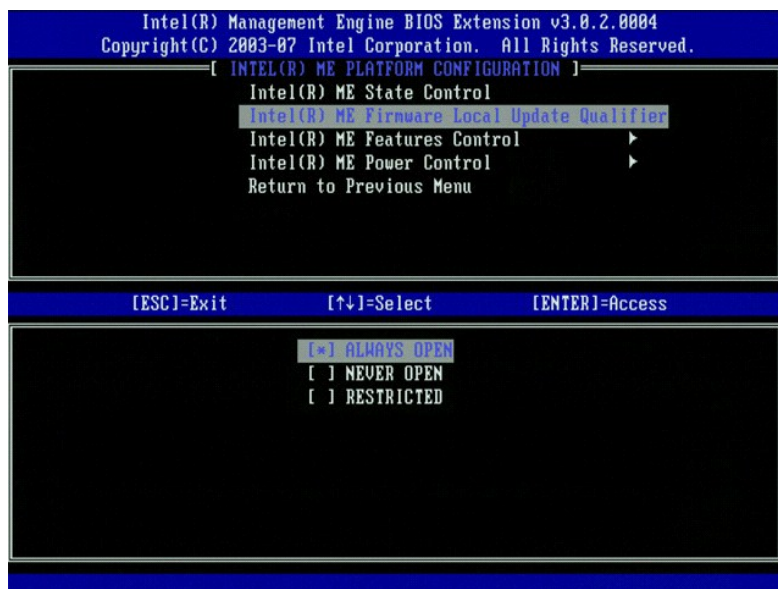 Intel(R) Management Engine BIOS Extension v3.0.2.0004
Copyright(C) 2003-07 Intel Corporation. All Rights Reserved.
[ INTEL(R) ME PLATFORM CONFIGURATION ]
Intel(R) ME State Control
Intel(R) ME Firmware Local Update Qualifier
Intel(R) ME Features Control ►
Intel(R) ME Power Control ►
Return to Previous Menu
[ESC]=Exit [↑↓]=Select [ENTER]=Access
[*] ALWAYS OPEN
[ ] NEVER OPEN
[ ] RESTRICTED